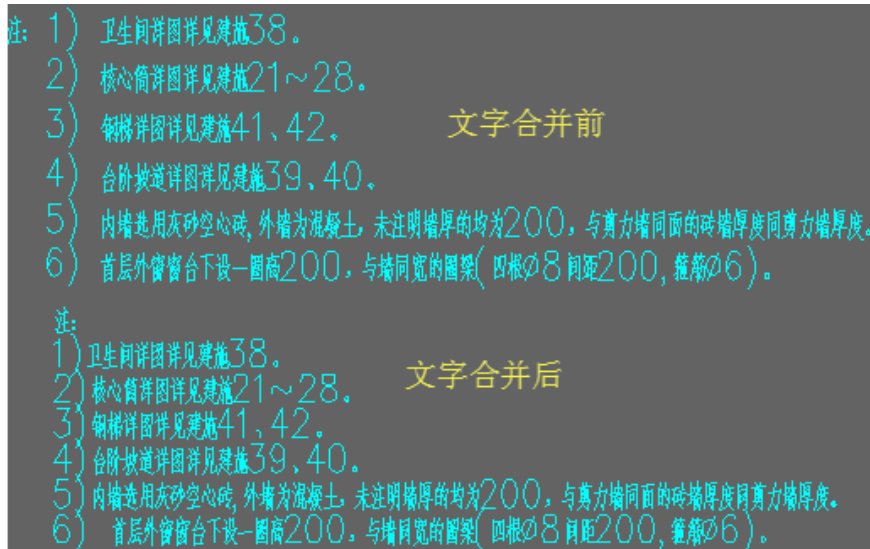 注: 1) 卫生间详图详见建施38。
2) 核心筒详图详见建施21～28。
3) 钢梯详图详见建施41、42。
文字合并前
4) 台阶坡道详图详见建施39、40。
5) 内墙选用灰砂空心砖,外墙为混凝土,未注明墙厚的均为200,与剪力墙同面的砖墙厚度同剪力墙厚度。
6) 首层外窗窗台下设一圈高200,与墙同宽的圈梁(四根Ø8间距200,箍筋Ø6)。
注:
1)卫生间详图详见建施38。
2)核心筒详图详见建施21～28。
文字合并后
3)钢梯详图详见建施41、42。
4)台阶坡道详图详见建施39、40。
5)内墙选用灰砂空心砖,外墙为混凝土,未注明墙厚的均为200,与剪力墙同面的砖墙厚度同剪力墙厚度。
6) 首层外窗窗台下设一圈高200,与墙同宽的圈梁(四根Ø8间距200,箍筋Ø6)。